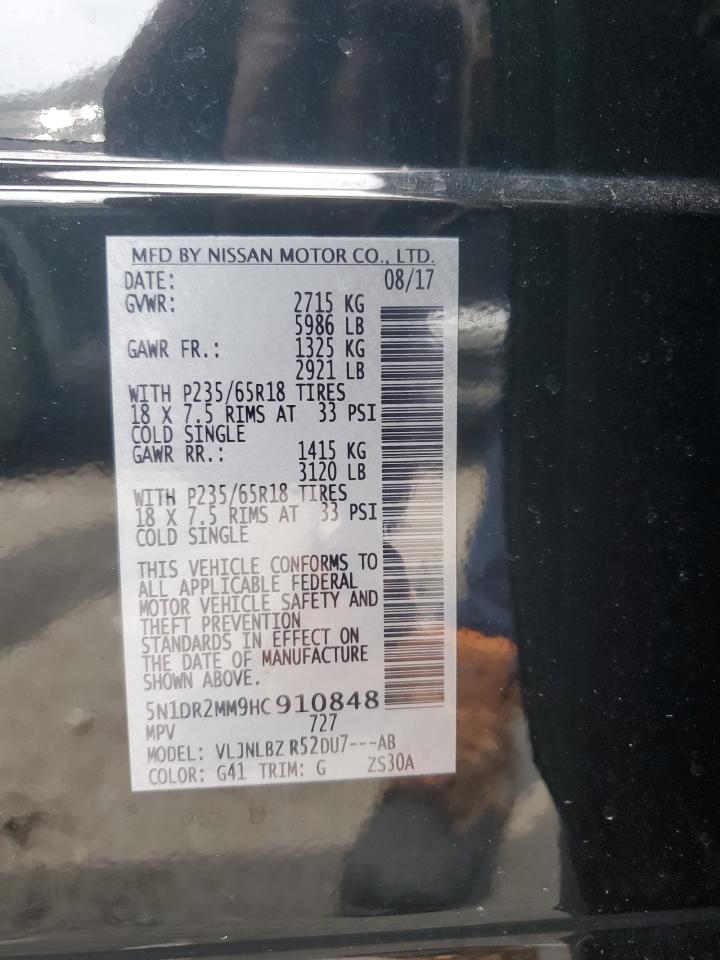 MFD BY NISSAN MOTOR CO., LTD.
DATE: 08/17
GVWR: 2715 KG
5986 LB
GAWR FR.: 1325 KG
2921 LB
WITH P235/65R18 TIRES
18 X 7.5 RIMS AT 33 PSI
COLD SINGLE
GAWR RR.: 1415 KG
3120 LB
WITH P235/65R18 TIRES
18 X 7.5 RIMS AT 33 PSI
COLD SINGLE
THIS VEHICLE CONFORMS TO
ALL APPLICABLE FEDERAL
MOTOR VEHICLE SAFETY AND
THEFT PREVENTION
STANDARDS IN EFFECT ON
THE DATE OF MANUFACTURE
SHOWN ABOVE.
5N1DR2MM9HC910848
MPV 727
MODEL: VLJNLBZ R52DU7---AB
COLOR: G41 TRIM: G ZS30A